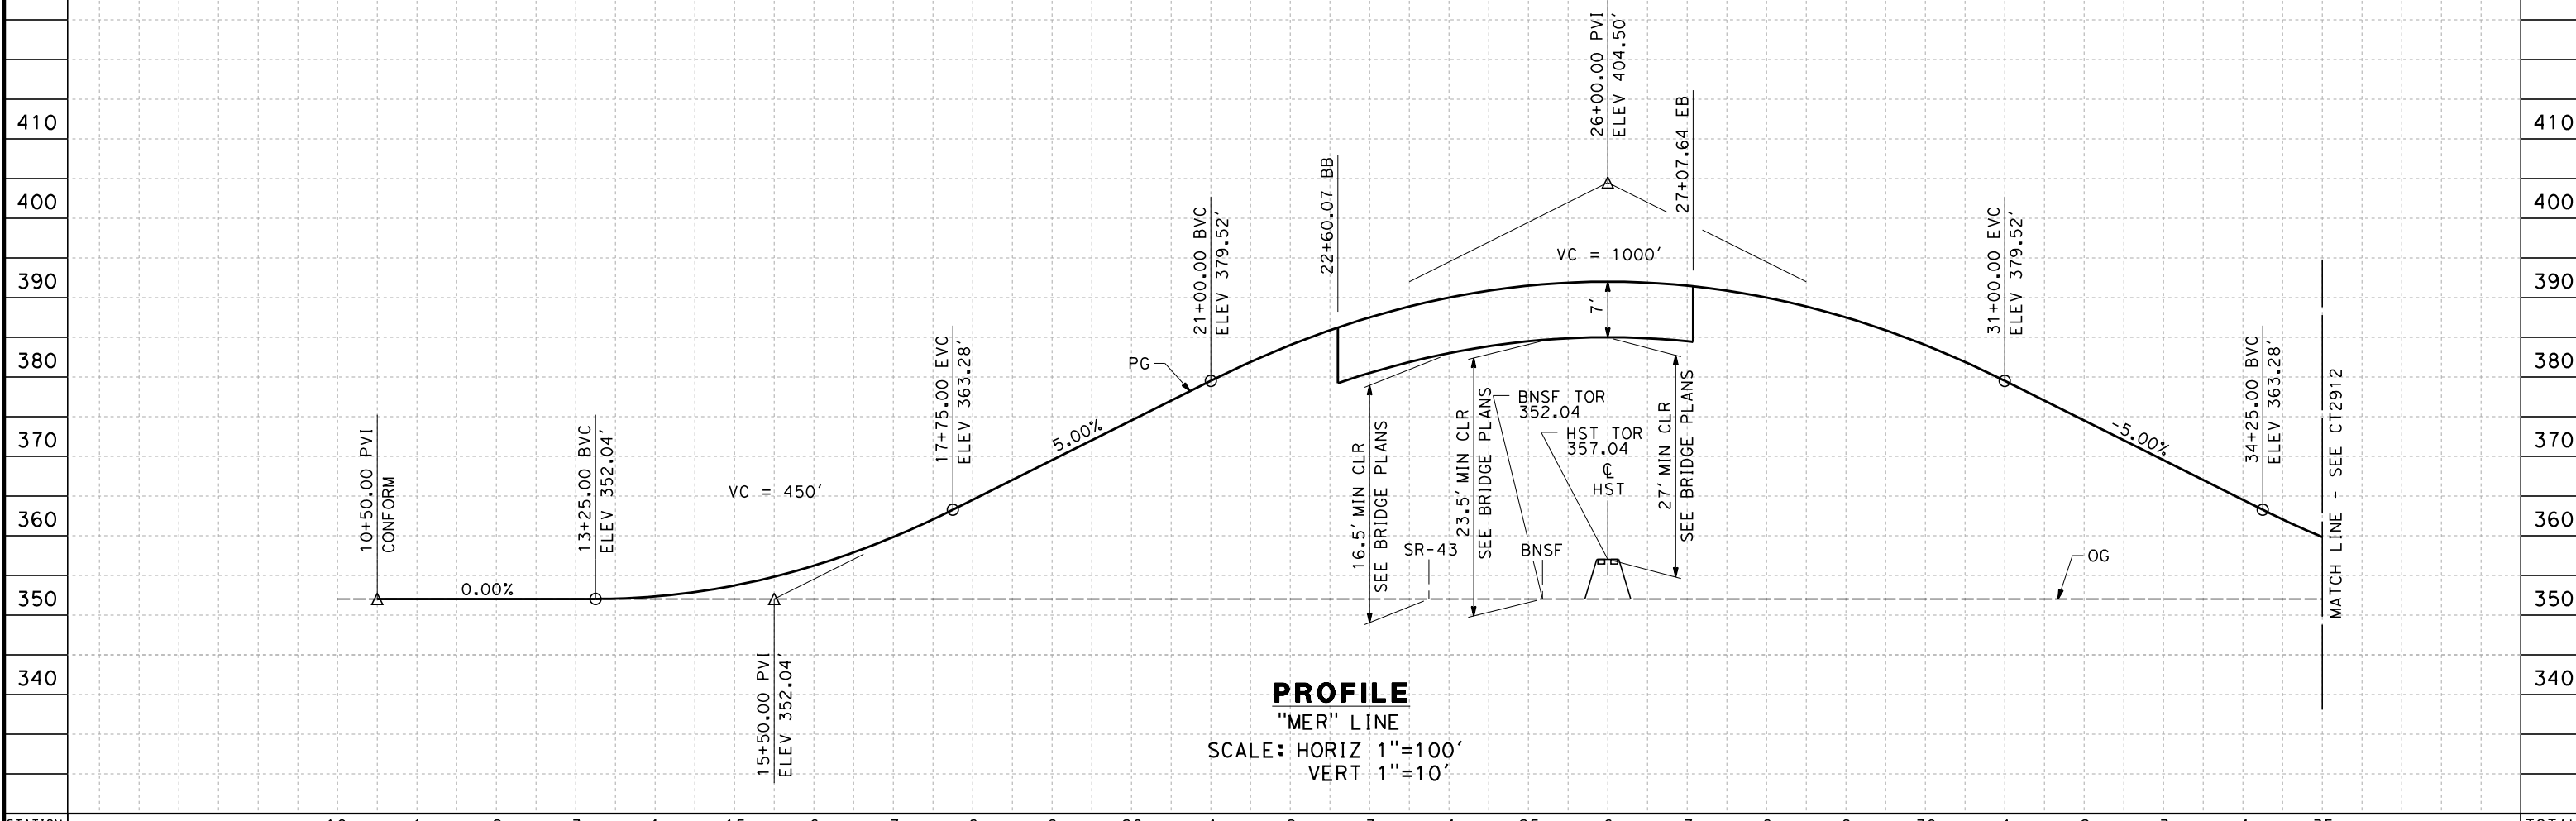 26+00.00 PVI
ELEV 404.50'
410
410
27+07.64 EB
22+60.07 BB
400
400
21+00.00 BVC
ELEV 379.52'
31+00.00 EVC
ELEV 379.52'
VC = 1000'
390
390
7'
380
380
PG
17+75.00 EVC
ELEV 363.28'
34+25.00 BVC
ELEV 363.28'
MATCH LINE - SEE CT2912
BNSF TOR
352.04
HST TOR
357.04
℄
HST
16.5' MIN CLR
SEE BRIDGE PLANS
23.5' MIN CLR
SEE BRIDGE PLANS
27' MIN CLR
SEE BRIDGE PLANS
370
370
5.00%
-5.00%
10+50.00 PVI
CONFORM
13+25.00 BVC
ELEV 352.04'
VC = 450'
360
360
SR-43
BNSF
OG
0.00%
350
350
15+50.00 PVI
ELEV 352.04'
340
340
PROFILE
"MER" LINE
SCALE: HORIZ 1"=100'
VERT 1"=10'